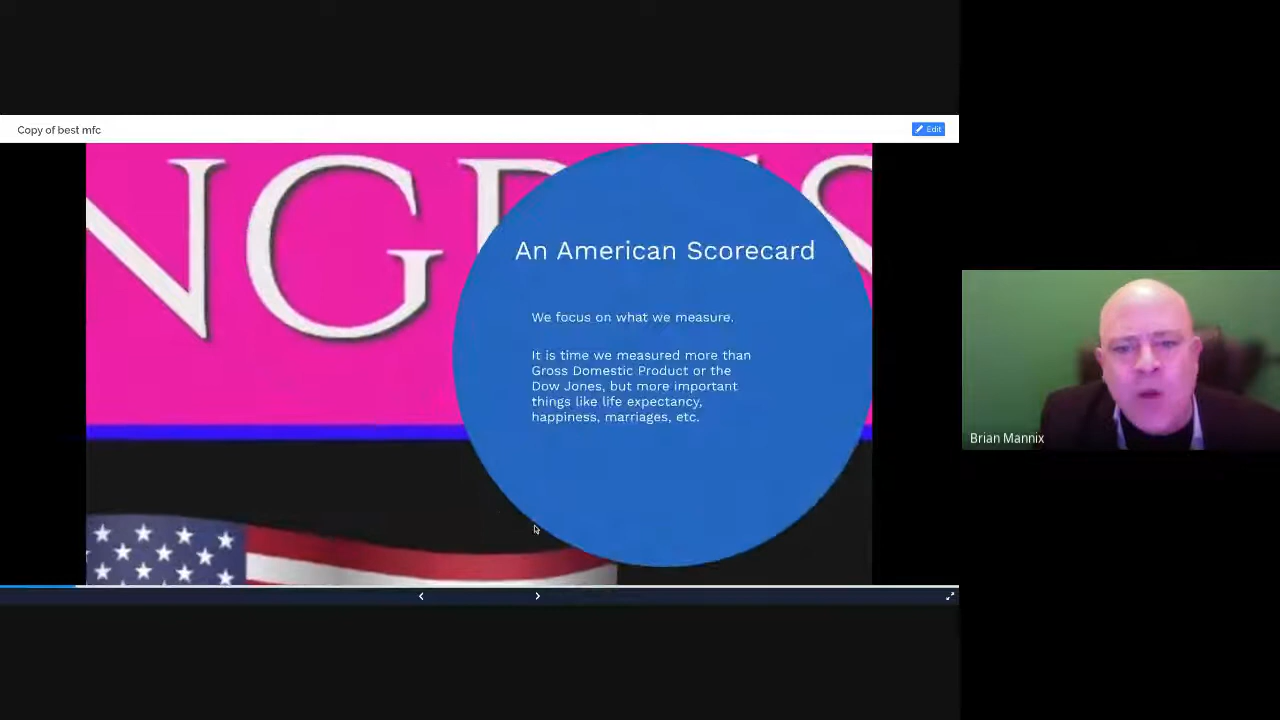 Copy of best mfc
Edit
NGR
S
An American Scorecard
We focus on what we measure.
It is time we measured more than
Gross Domestic Product or the
Dow Jones, but more important
things like life expectancy,
happiness, marriages, etc.
Brian Mannix